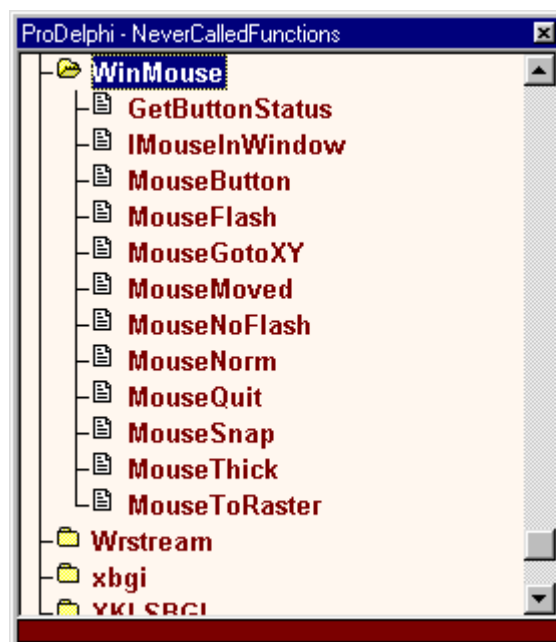 ProDelphi - NeverCalledFunctions
WinMouse
GetButtonStatus
IMouseInWindow
MouseButton
MouseFlash
MouseGotoXY
MouseMoved
MouseNoFlash
MouseNorm
MouseQuit
MouseSnap
MouseThick
MouseToRaster
Wrstream
xbgi